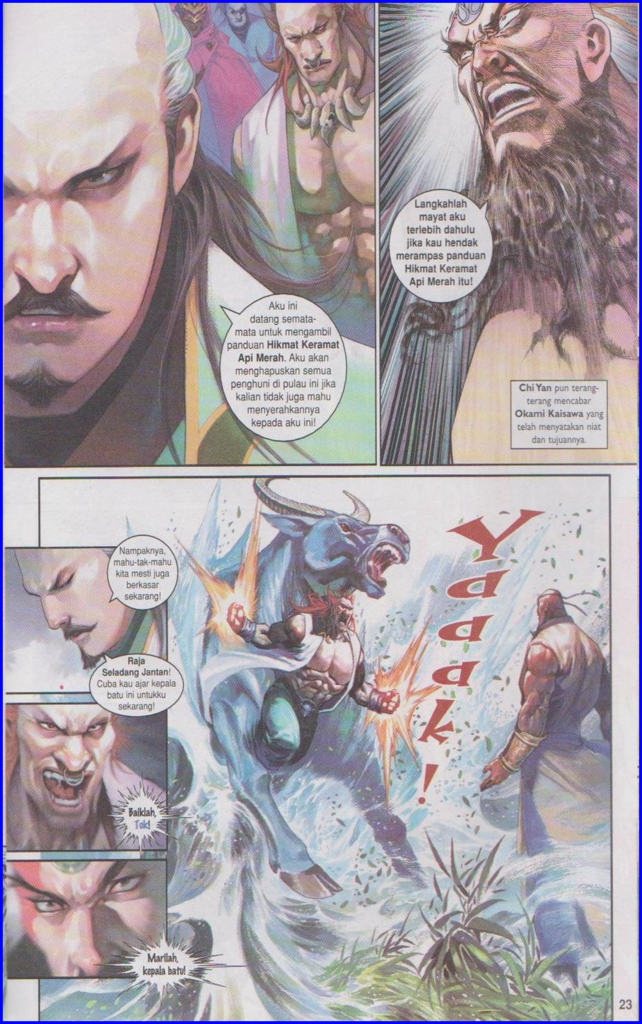 Aku ini
datang semata-
mata untuk mengambil
panduan Hikmat Keramat
Api Merah. Aku akan
menghapuskan semua
penghuni di pulau ini jika
kalian tidak juga mahu
menyerahkannya
kepada aku ini!
Langkahlah
mayat aku
terlebih dahulu
jika kau hendak
merampas panduan
Hikmat Keramat
Api Merah itu!
Chi Yan pun terang-
terang mencabar
Okami Kaisawa yang
telah menyatakan niat
dan tujuannya.
Nampaknya,
mahu-tak-mahu
kita mesti juga
berkasar
sekarang!
Raja
Seladang Jantan!
Cuba kau ajar kepala
batu ini untukku
sekarang!
Baiklah,
Tok!
Marilah,
kepala batu!
Yaaak!
23